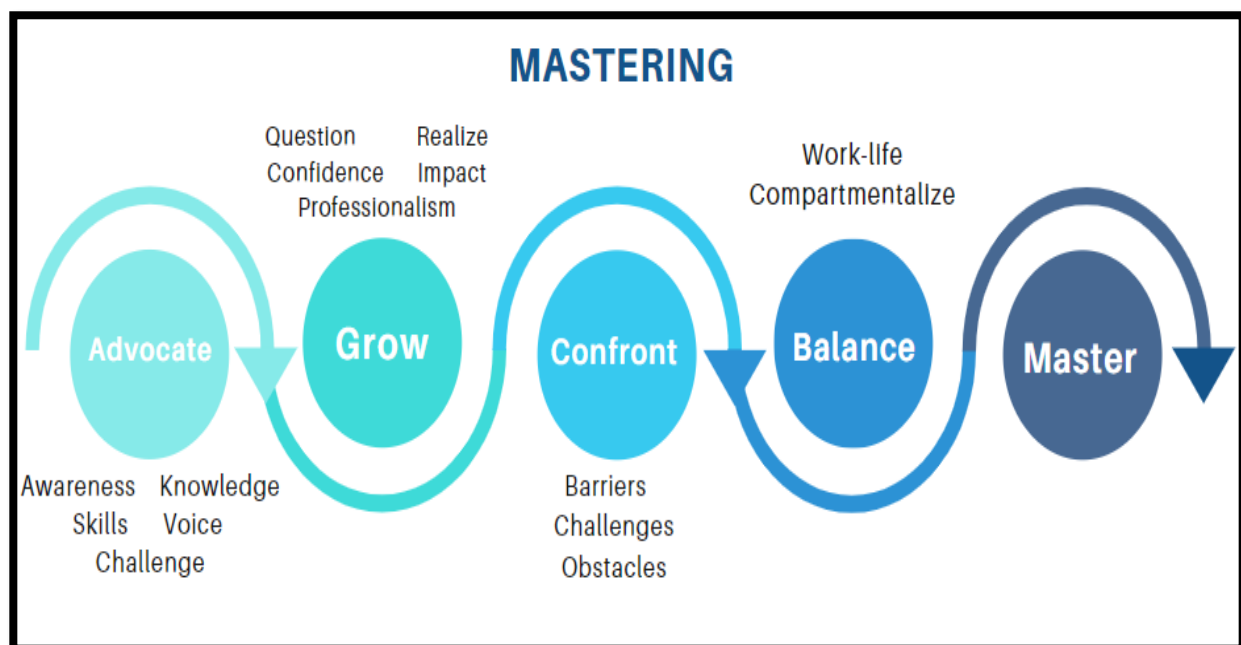 MASTERING
Question Realize
Confidence Impact
Professionalism
Work-life
Compartmentalize
Advocate
Grow
Confront
Balance
Master
Awareness Knowledge
Skills Voice
Challenge
Barriers
Challenges
Obstacles